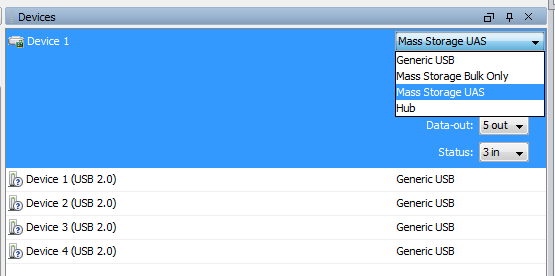 Devices
Device 1 Mass Storage UAS
Generic USB
Mass Storage Bulk Only
Mass Storage UAS
Hub
Data-out: 5 out
Status: 3 in
Device 1 (USB 2.0) Generic USB
Device 2 (USB 2.0) Generic USB
Device 3 (USB 2.0) Generic USB
Device 4 (USB 2.0) Generic USB